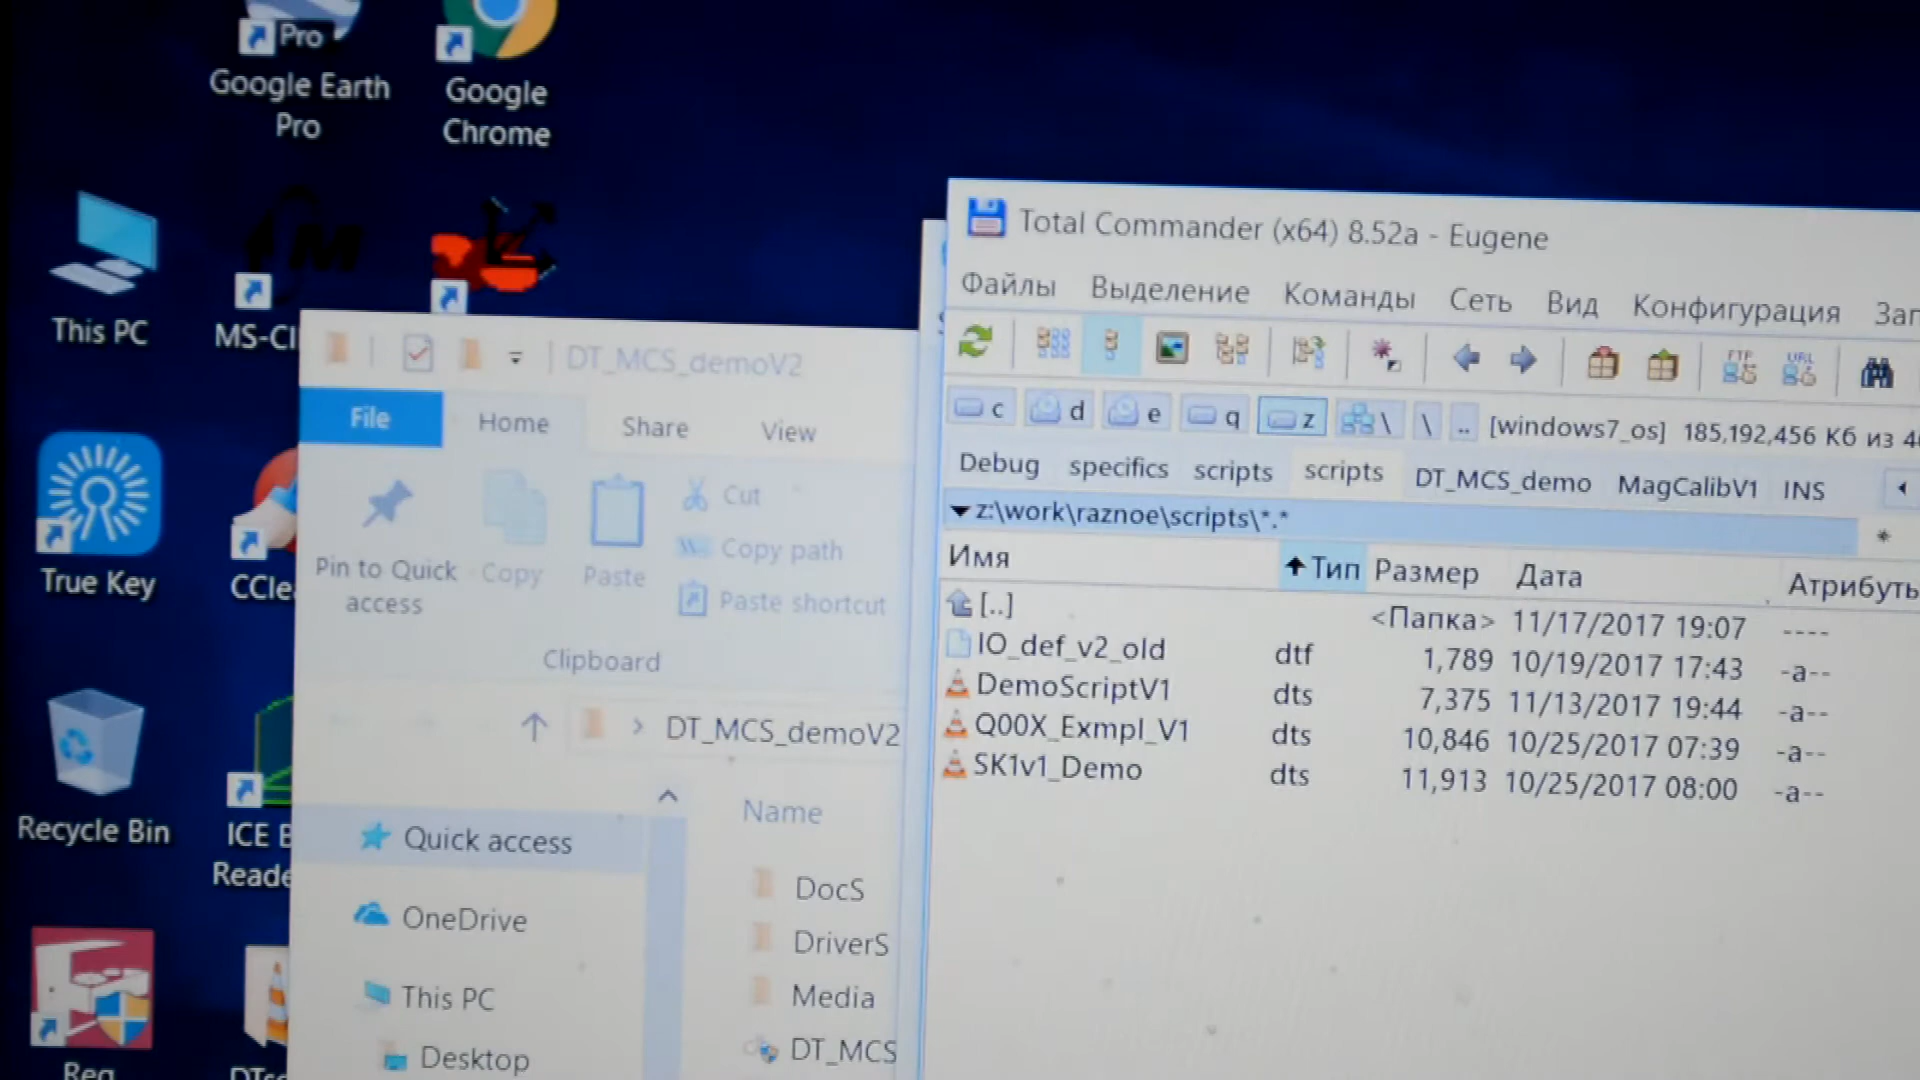 Pro
Google Earth
Pro
Google
Chrome
This PC
True Key
Recycle Bin
ICE
DT_MCS_demoV2
File
Home
Share
View
Pin to Quick
access
Copy
Paste
Cut
Copy path
Paste shortcut
Clipboard
DT_MCS_demoV2
Quick access
OneDrive
This PC
Desktop
Name
DocS
DriverS
Media
DT_MCS
Total Commander (x64) 8.52a - Eugene
Файлы Выделение Команды Сеть Вид Конфигурация
FTP URL
c d e q z \ \ .. [windows7_os] 185,192,456 Кб из
Debug specifics scripts scripts DT_MCS_demo MagCalibV1 INS
z:\work\raznoe\scripts\*.*
*
Имя Тип Размер Дата Атрибуты
[..] <Папка> 11/17/2017 19:07 ----
IO_def_v2_old dtf 1,789 10/19/2017 17:43 -a--
DemoScriptV1 dts 7,375 11/13/2017 19:44 -a--
Q00X_Exmpl_V1 dts 10,846 10/25/2017 07:39 -a--
SK1v1_Demo dts 11,913 10/25/2017 08:00 -a--